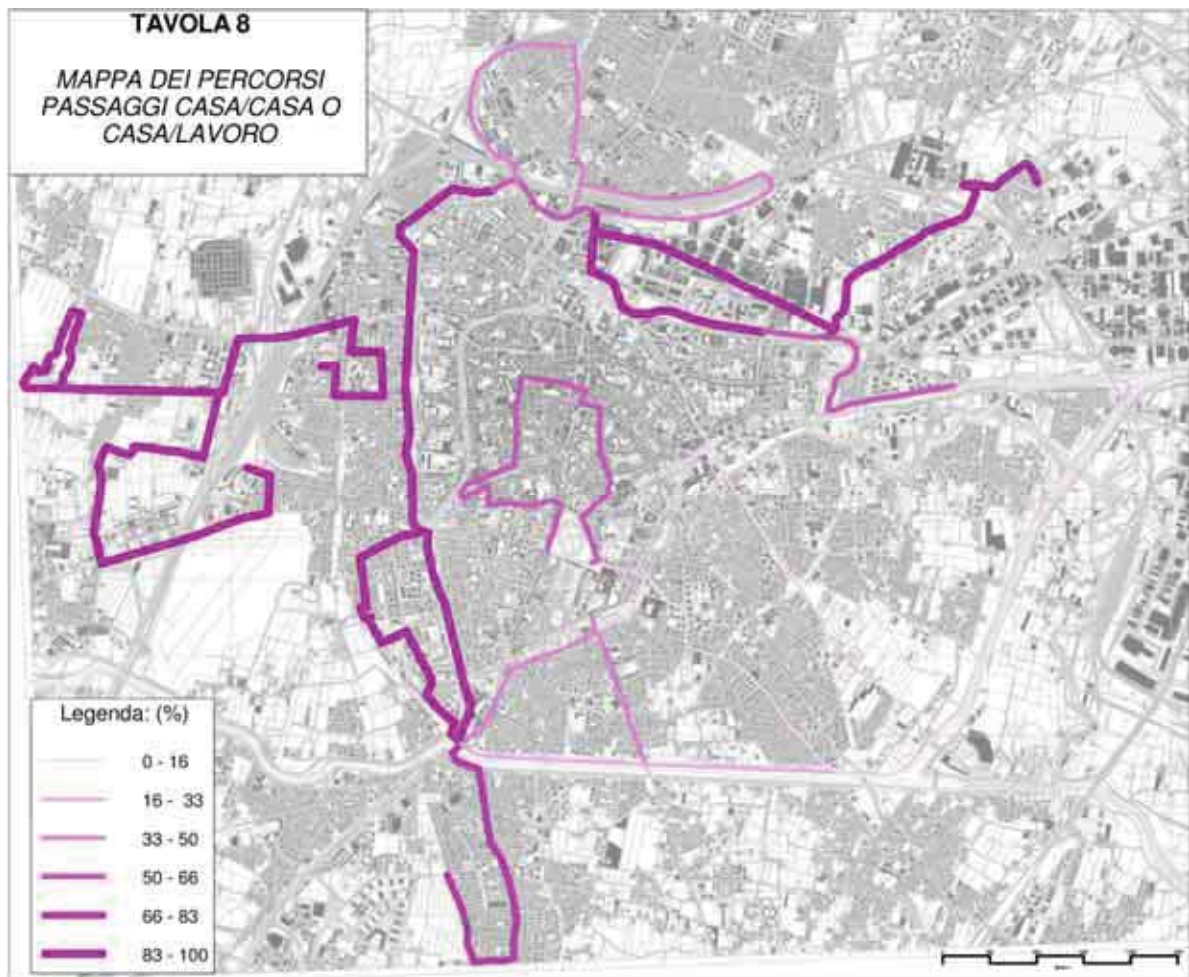 TAVOLA 8
MAPPA DEI PERCORSI
PASSAGGI CASA/CASA O
CASA/LAVORO
Legenda: (%)
0 - 16
16 - 33
33 - 50
50 - 66
66 - 83
83 - 100